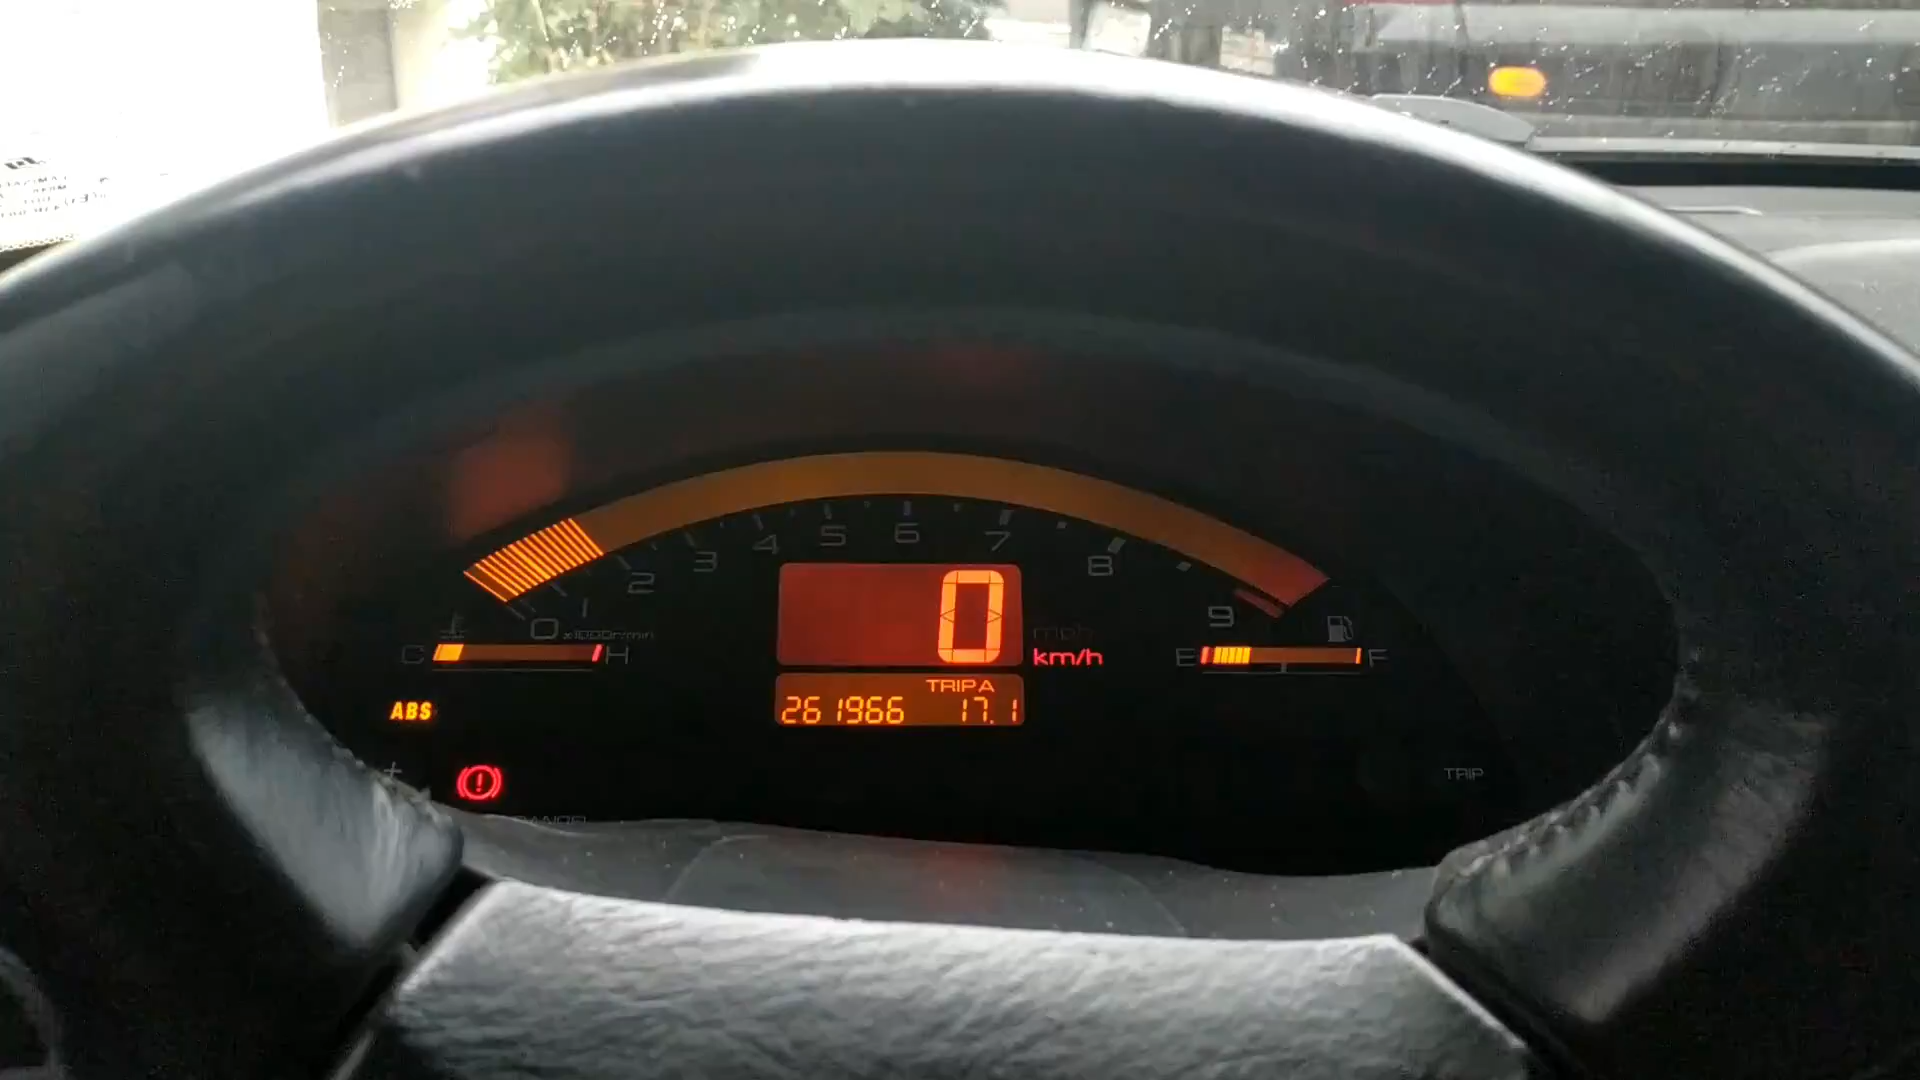 0 1 2 3 4 5 6 7 8 9
x1000r/min
C H
0
mph
km/h
E F
TRIP A
261966 17.1
ABS
+
!
TRIP